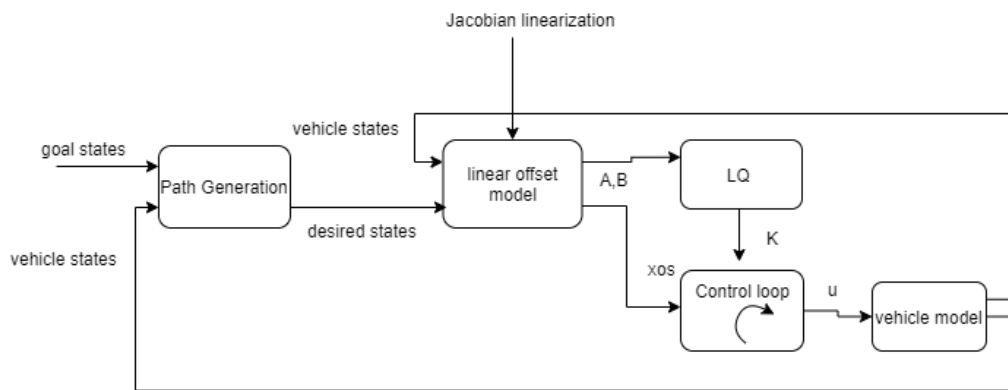 Jacobian linearization
vehicle states
goal states
Path Generation
linear offset
model
A,B
LQ
desired states
vehicle states
K
xos
Control loop
u
vehicle model